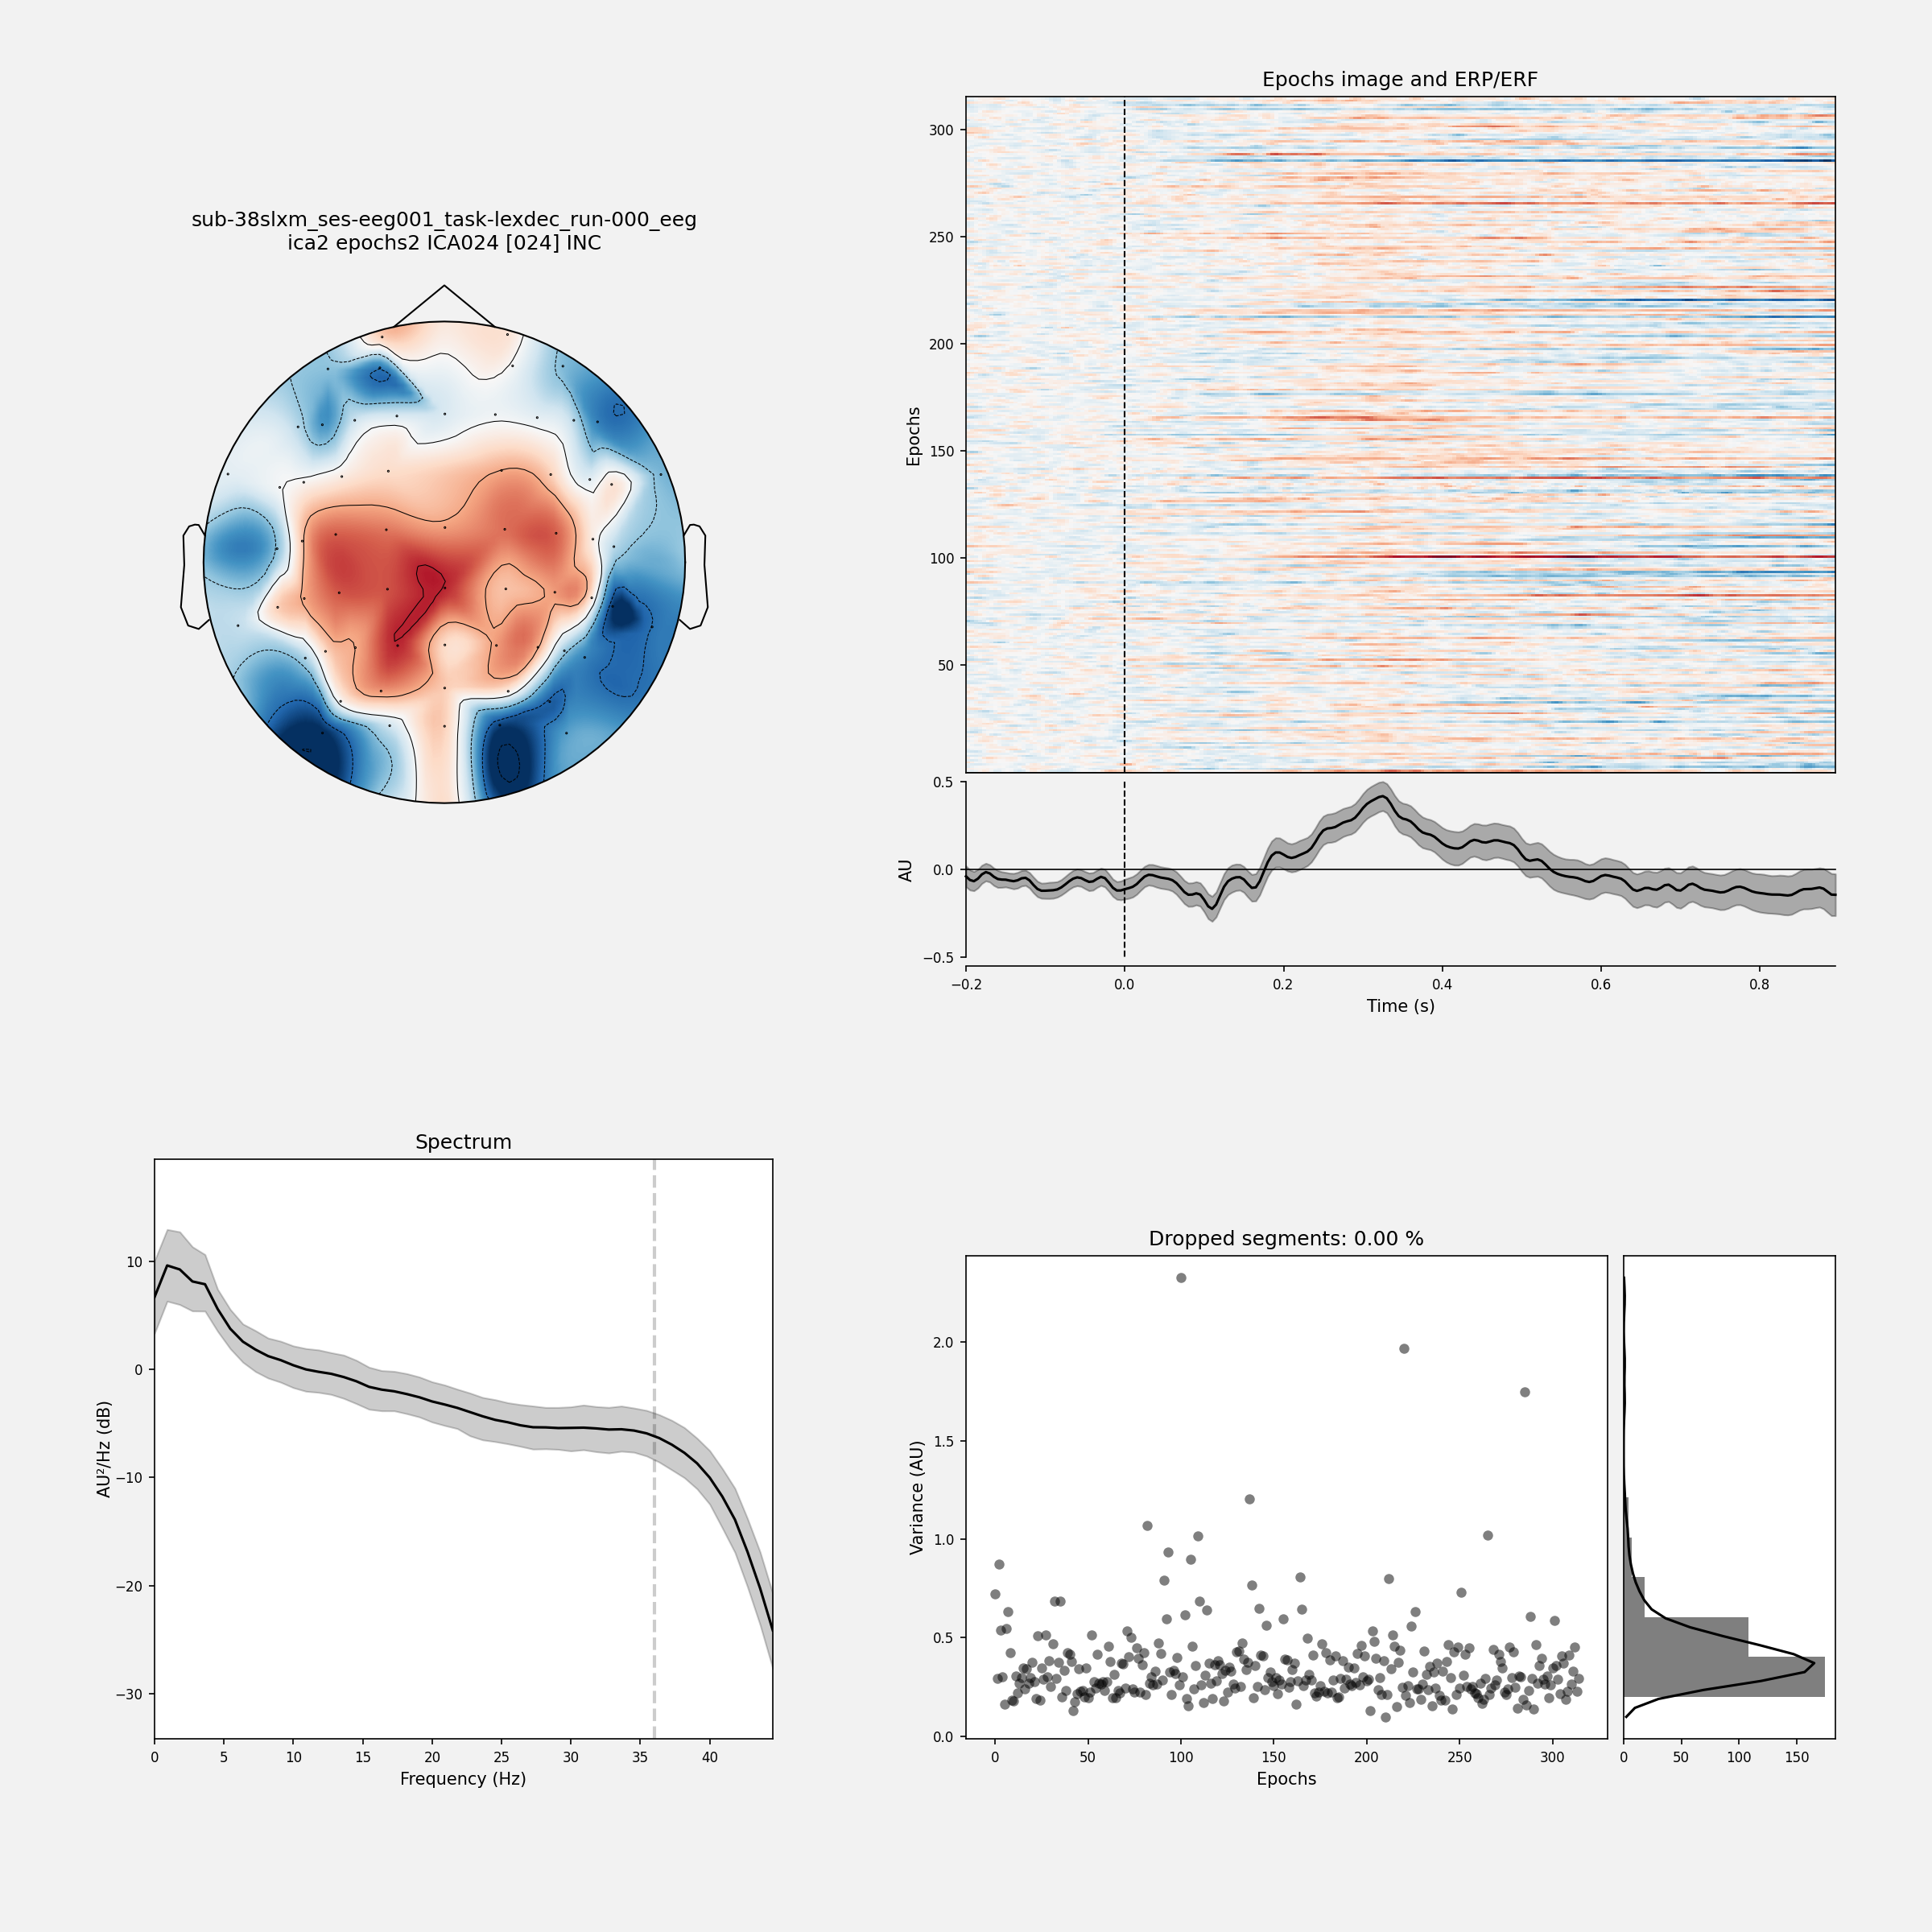 sub-38slxm_ses-eeg001_task-lexdec_run-000_eeg
ica2 epochs2 ICA024 [024] INC
Epochs image and ERP/ERF
Epochs
300
250
200
150
100
50
AU
0.5
0.0
−0.5
−0.2 0.0 0.2 0.4 0.6 0.8
Time (s)
Spectrum
AU²/Hz (dB)
10
0
−10
−20
−30
0 5 10 15 20 25 30 35 40
Frequency (Hz)
Dropped segments: 0.00 %
Variance (AU)
2.0
1.5
1.0
0.5
0.0
0 50 100 150 200 250 300
Epochs
0 50 100 150